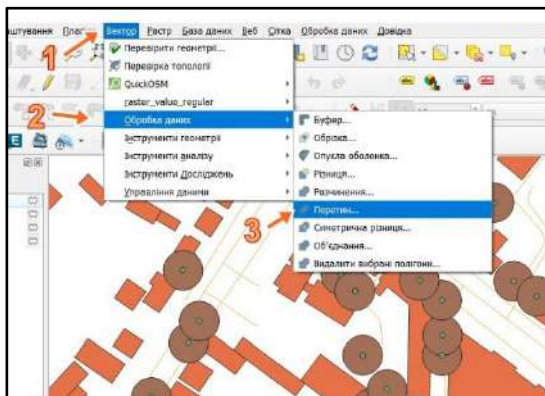 Вектор Растр База даних Веб Сітка Обробка даних Довідка
1
Перевірити геометрії...
Перевірка топології
QuickOSM
raster_value_regular
2
Обробка даних
Інструменти геометрії
Інструменти аналізу
Інструменти Досліджень
Управління даними
Буфер...
Обрізка...
Опукла оболонка...
Різниця...
Розчинення...
3
Перетин...
Симетрична різниця...
Об'єднання...
Видалити вибрані полігони...